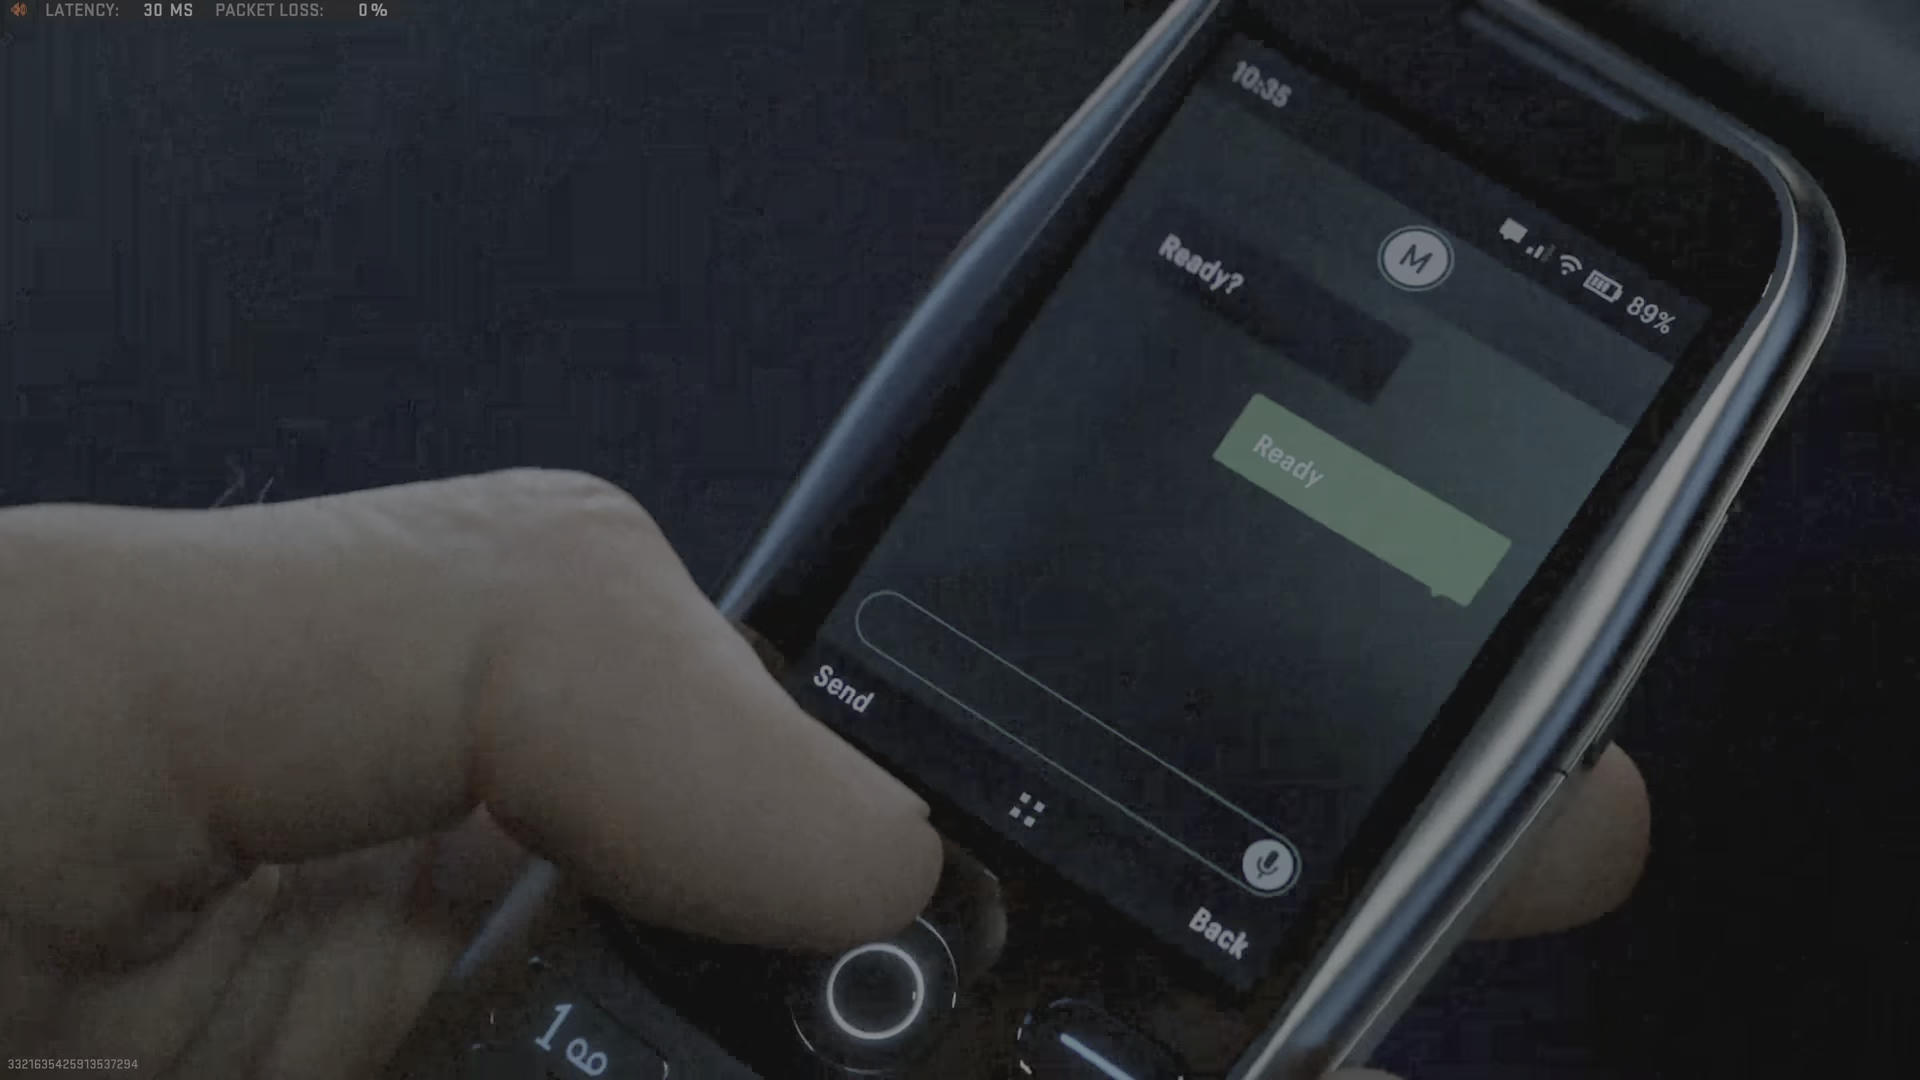 LATENCY: 30 MS PACKET LOSS: 0%
10:35
89%
M
Ready?
Ready
Send
Back
1
3321635425913537294